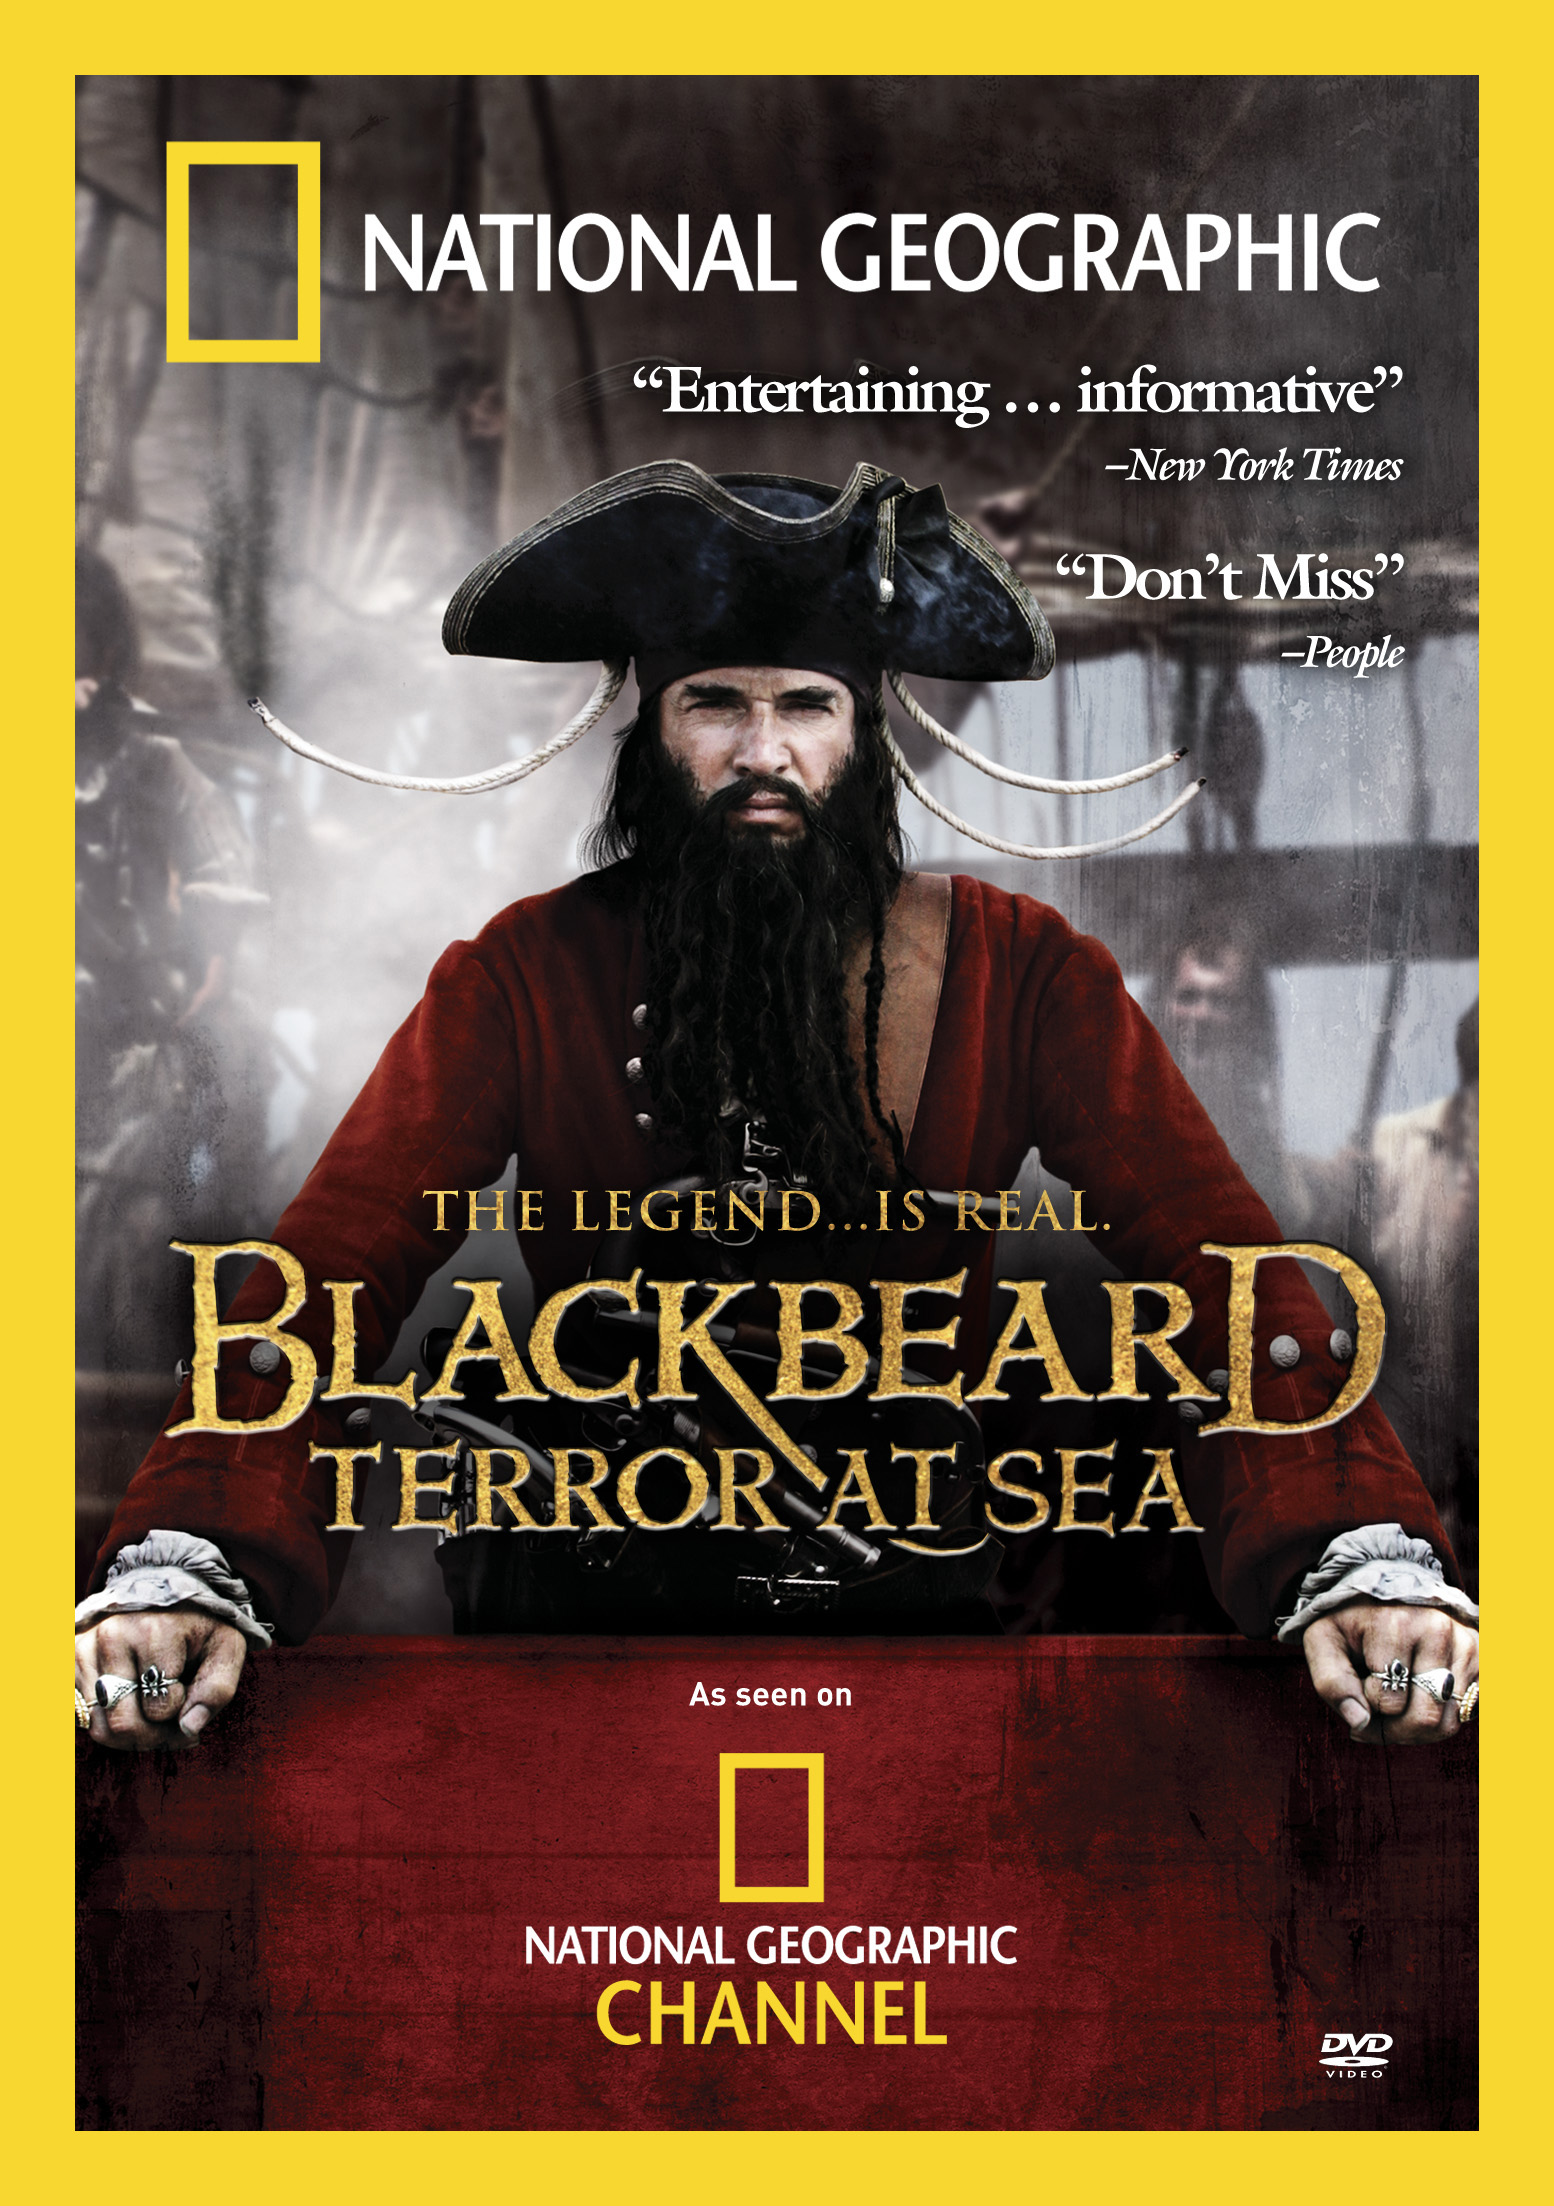 NATIONAL GEOGRAPHIC
“Entertaining … informative”
–New York Times
“Don’t Miss”
–People
THE LEGEND...IS REAL.
BLACKBEARD
TERROR AT SEA
As seen on
NATIONAL GEOGRAPHIC
CHANNEL
DVD
VIDEO